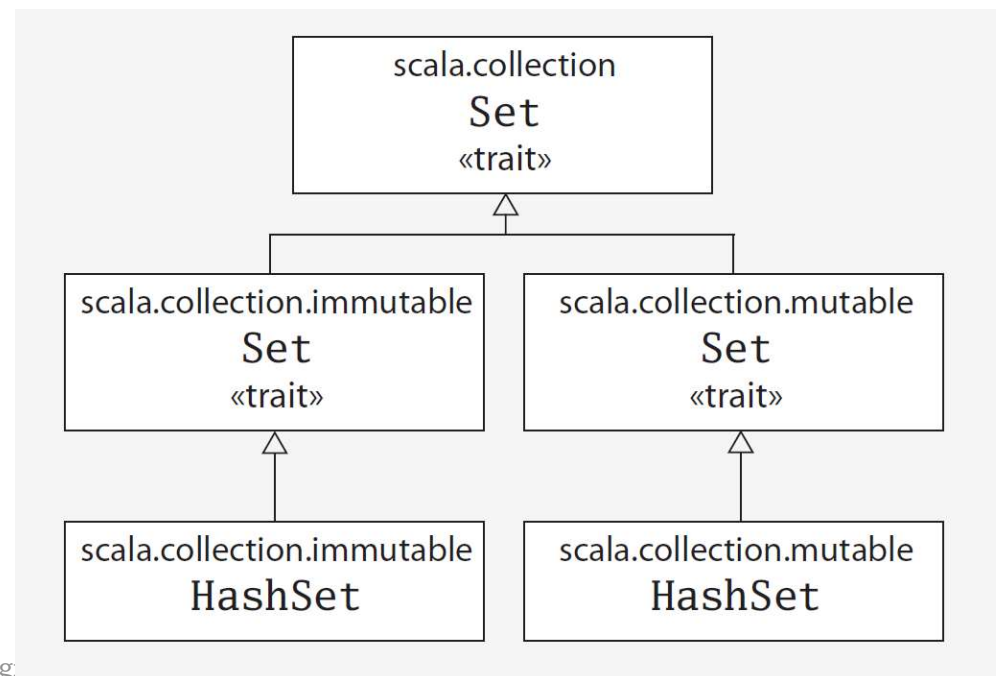 scala.collection
Set
«trait»
scala.collection.immutable
Set
«trait»
scala.collection.mutable
Set
«trait»
scala.collection.immutable
HashSet
scala.collection.mutable
HashSet